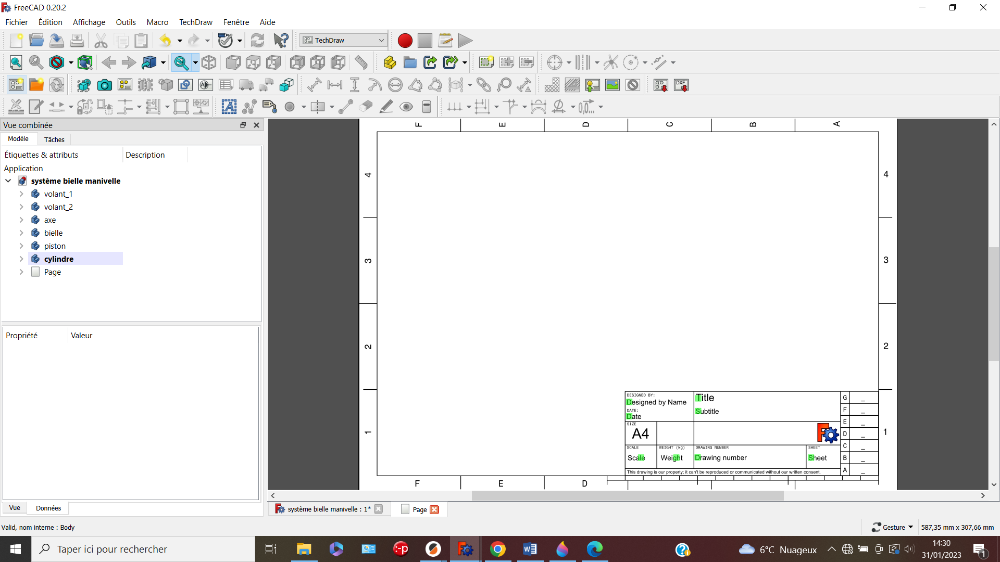 FreeCAD 0.20.2
Fichier Édition Affichage Outils Macro TechDraw Fenêtre Aide
TechDraw
DXF
Vue combinée
Modèle Tâches
Étiquettes & attributs Description
Application
système bielle manivelle
volant_1
volant_2
axe
bielle
piston
cylindre
Page
Propriété Valeur
Vue Données
F E D C B A
4 4
3 3
2 2
1 1
DESIGNED BY:
Designed by Name
DATE:
Date
Title
Subtitle
SIZE
A4
SCALE
Scale
WEIGHT (kg)
Weight
DRAWING NUMBER
Drawing number
SHEET
Sheet
G _
F _
E _
D _
C _
B _
A _
This drawing is our property; it can't be reproduced or communicated without our written consent.
F E D
système bielle manivelle : 1*
Page
Valid, nom interne : Body
Gesture
587,35 mm x 307,66 mm
Taper ici pour rechercher
6°C Nuageux
14:30
31/01/2023
1